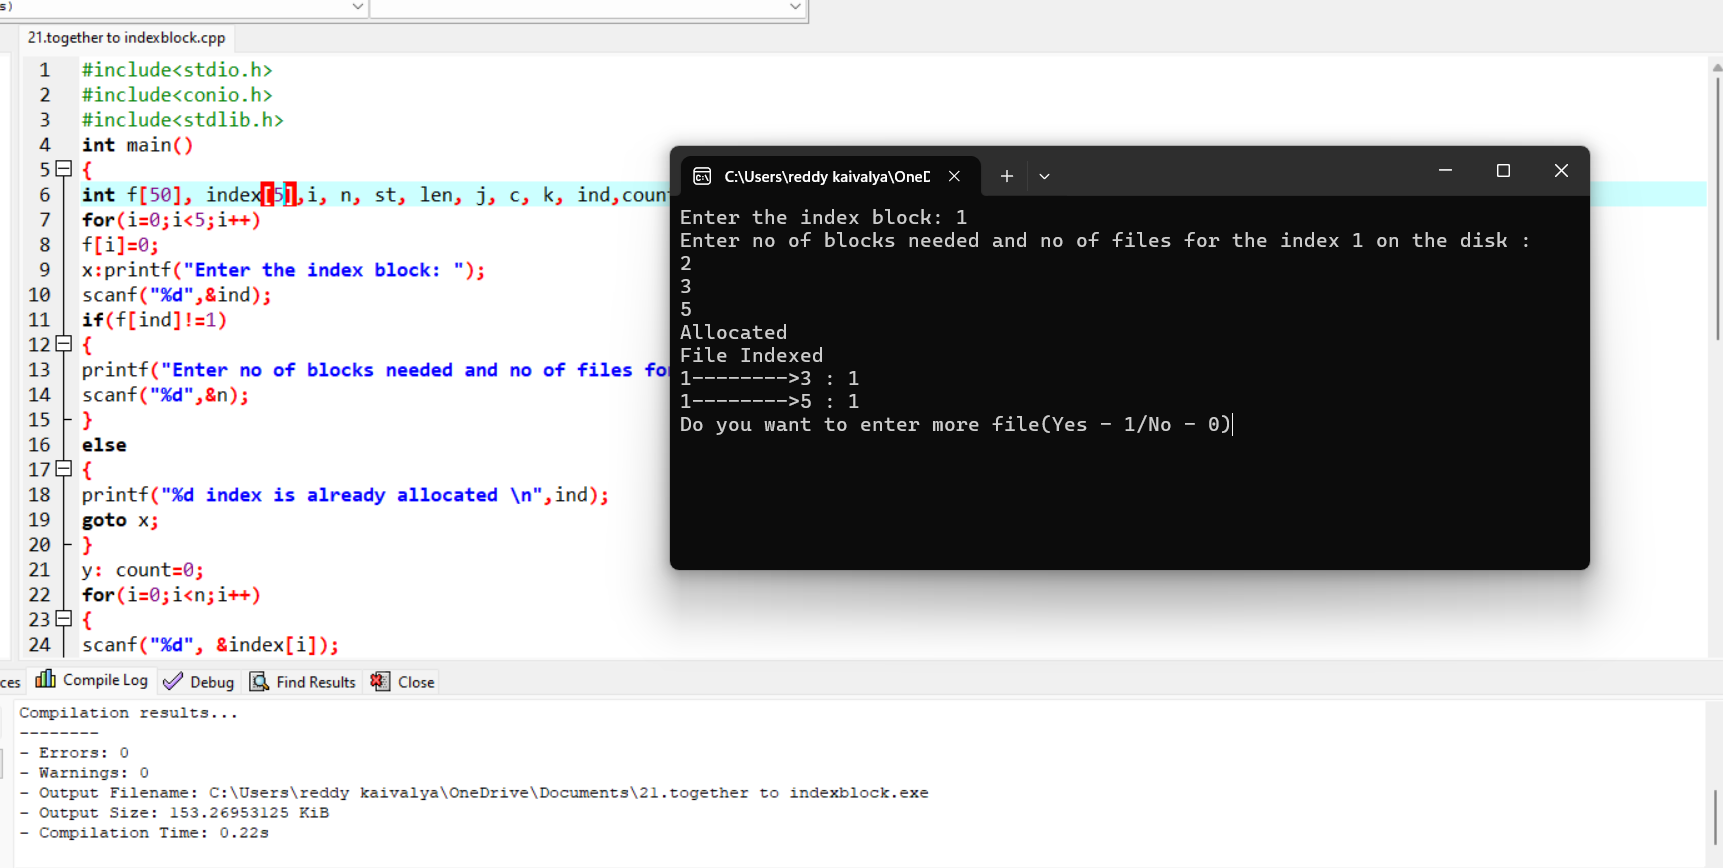 s)
21.together to indexblock.cpp
1 #include<stdio.h>
2 #include<conio.h>
3 #include<stdlib.h>
4 int main()
5 {
6 int f[50], index[5],i, n, st, len, j, c, k, ind,coun
7 for(i=0;i<5;i++)
8 f[i]=0;
9 x:printf("Enter the index block: ");
10 scanf("%d",&ind);
11 if(f[ind]!=1)
12 {
13 printf("Enter no of blocks needed and no of files fo
14 scanf("%d",&n);
15 }
16 else
17 {
18 printf("%d index is already allocated \n",ind);
19 goto x;
20 }
21 y: count=0;
22 for(i=0;i<n;i++)
23 {
24 scanf("%d", &index[i]);
C:\Users\reddy kaivalya\OneD
Enter the index block: 1
Enter no of blocks needed and no of files for the index 1 on the disk :
2
3
5
Allocated
File Indexed
1-------->3 : 1
1-------->5 : 1
Do you want to enter more file(Yes - 1/No - 0)
ces Compile Log Debug Find Results Close
Compilation results...
--------
- Errors: 0
- Warnings: 0
- Output Filename: C:\Users\reddy kaivalya\OneDrive\Documents\21.together to indexblock.exe
- Output Size: 153.26953125 KiB
- Compilation Time: 0.22s